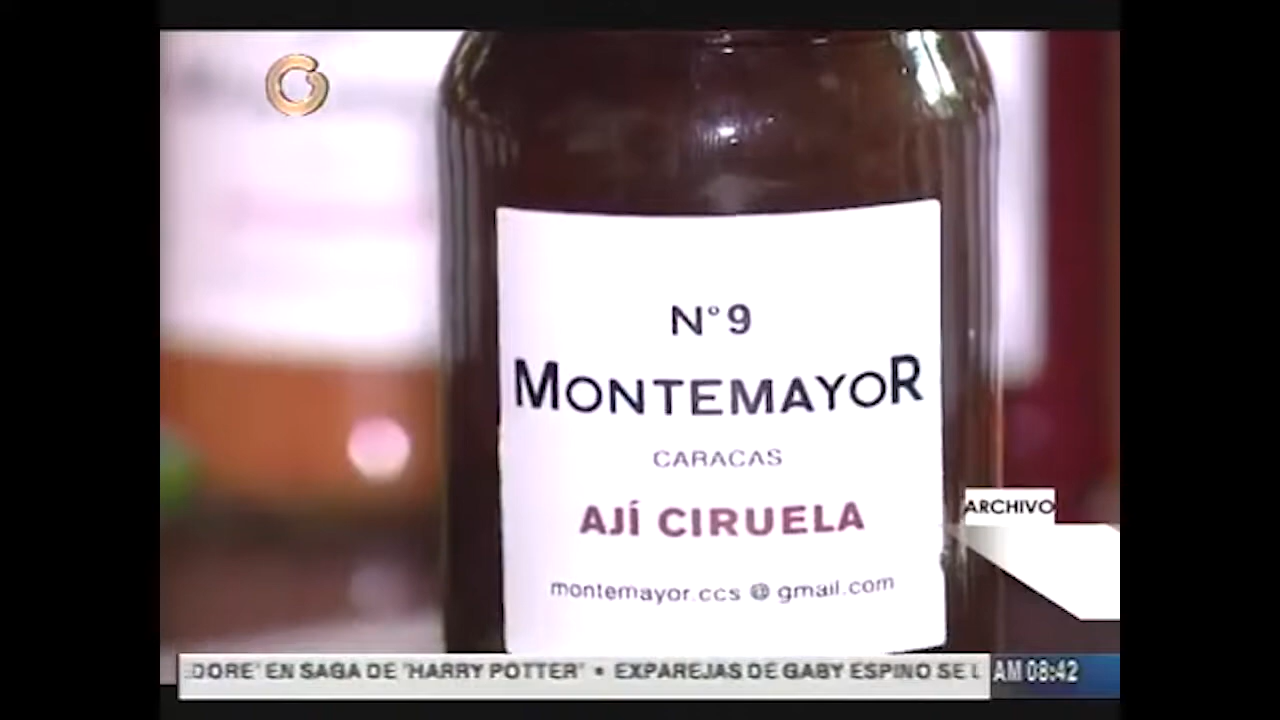 N° 9
MONTEMAYOR
CARACAS
AJÍ CIRUELA
montemayor.ccs @ gmail.com
ARCHIVO
DORE' EN SAGA DE 'HARRY POTTER' • EXPAREJAS DE GABY ESPINO SE
AM 08:42